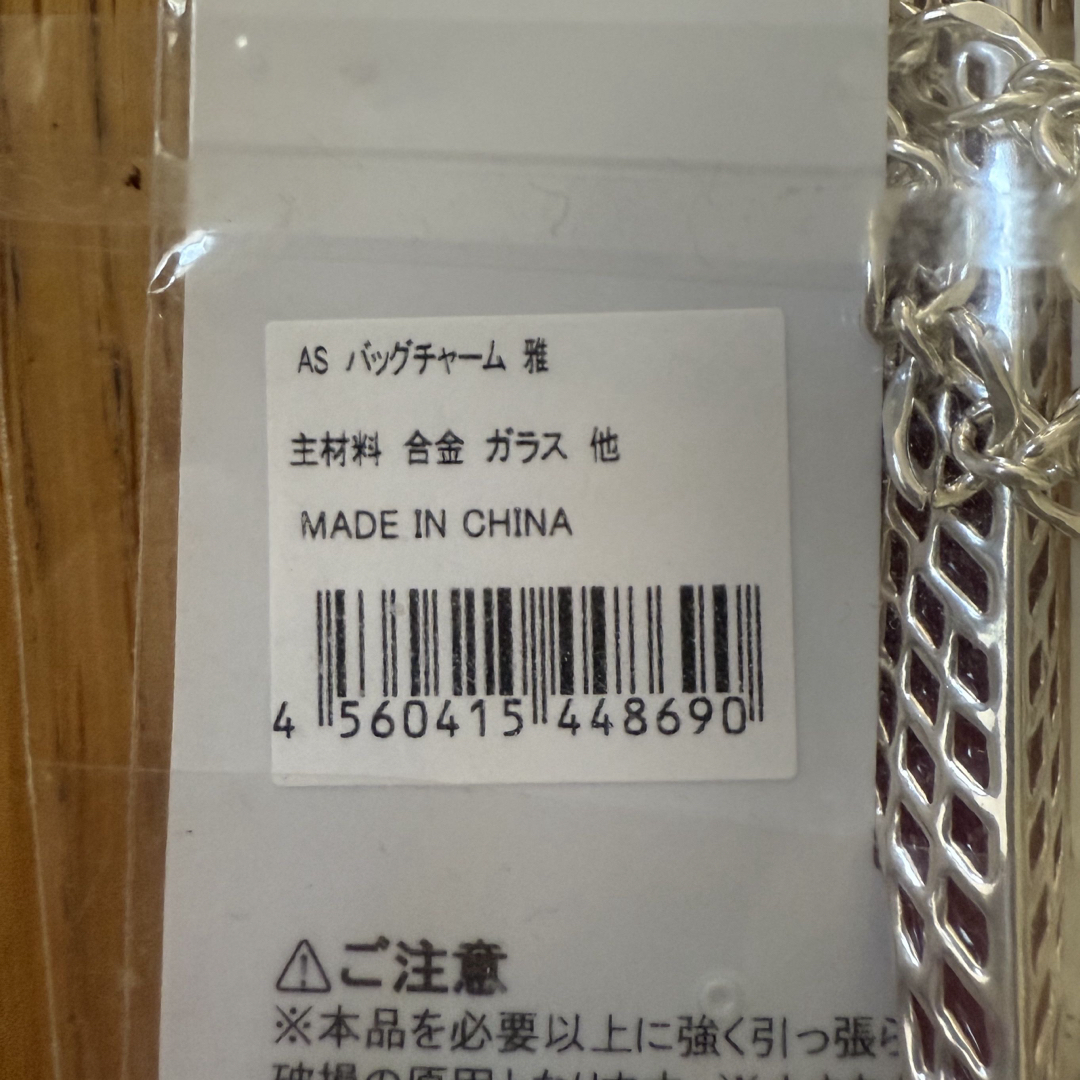 AS バッグチャーム 雅
主材料 合金 ガラス 他
MADE IN CHINA
4 560415 448690
⚠ご注意
※本品を必要以上に強く引っ張ら